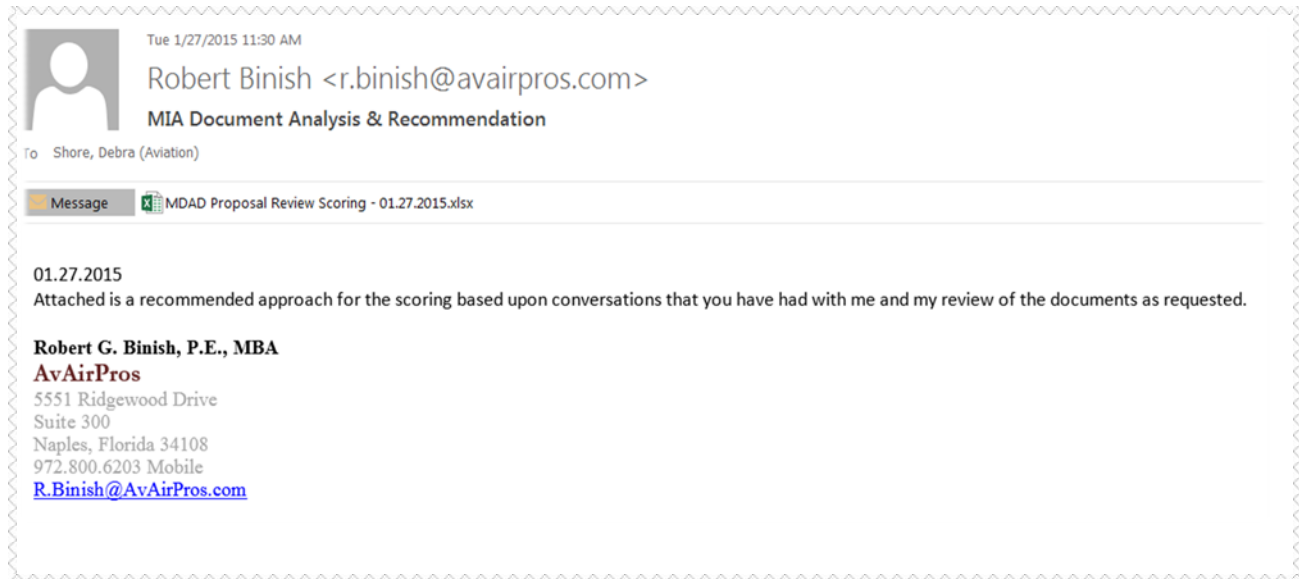 Tue 1/27/2015 11:30 AM
Robert Binish <r.binish@avairpros.com>
MIA Document Analysis & Recommendation
To Shore, Debra (Aviation)
Message MDAD Proposal Review Scoring - 01.27.2015.xlsx
01.27.2015
Attached is a recommended approach for the scoring based upon conversations that you have had with me and my review of the documents as requested.
Robert G. Binish, P.E., MBA
AvAirPros
5551 Ridgewood Drive
Suite 300
Naples, Florida 34108
972.800.6203 Mobile
R.Binish@AvAirPros.com